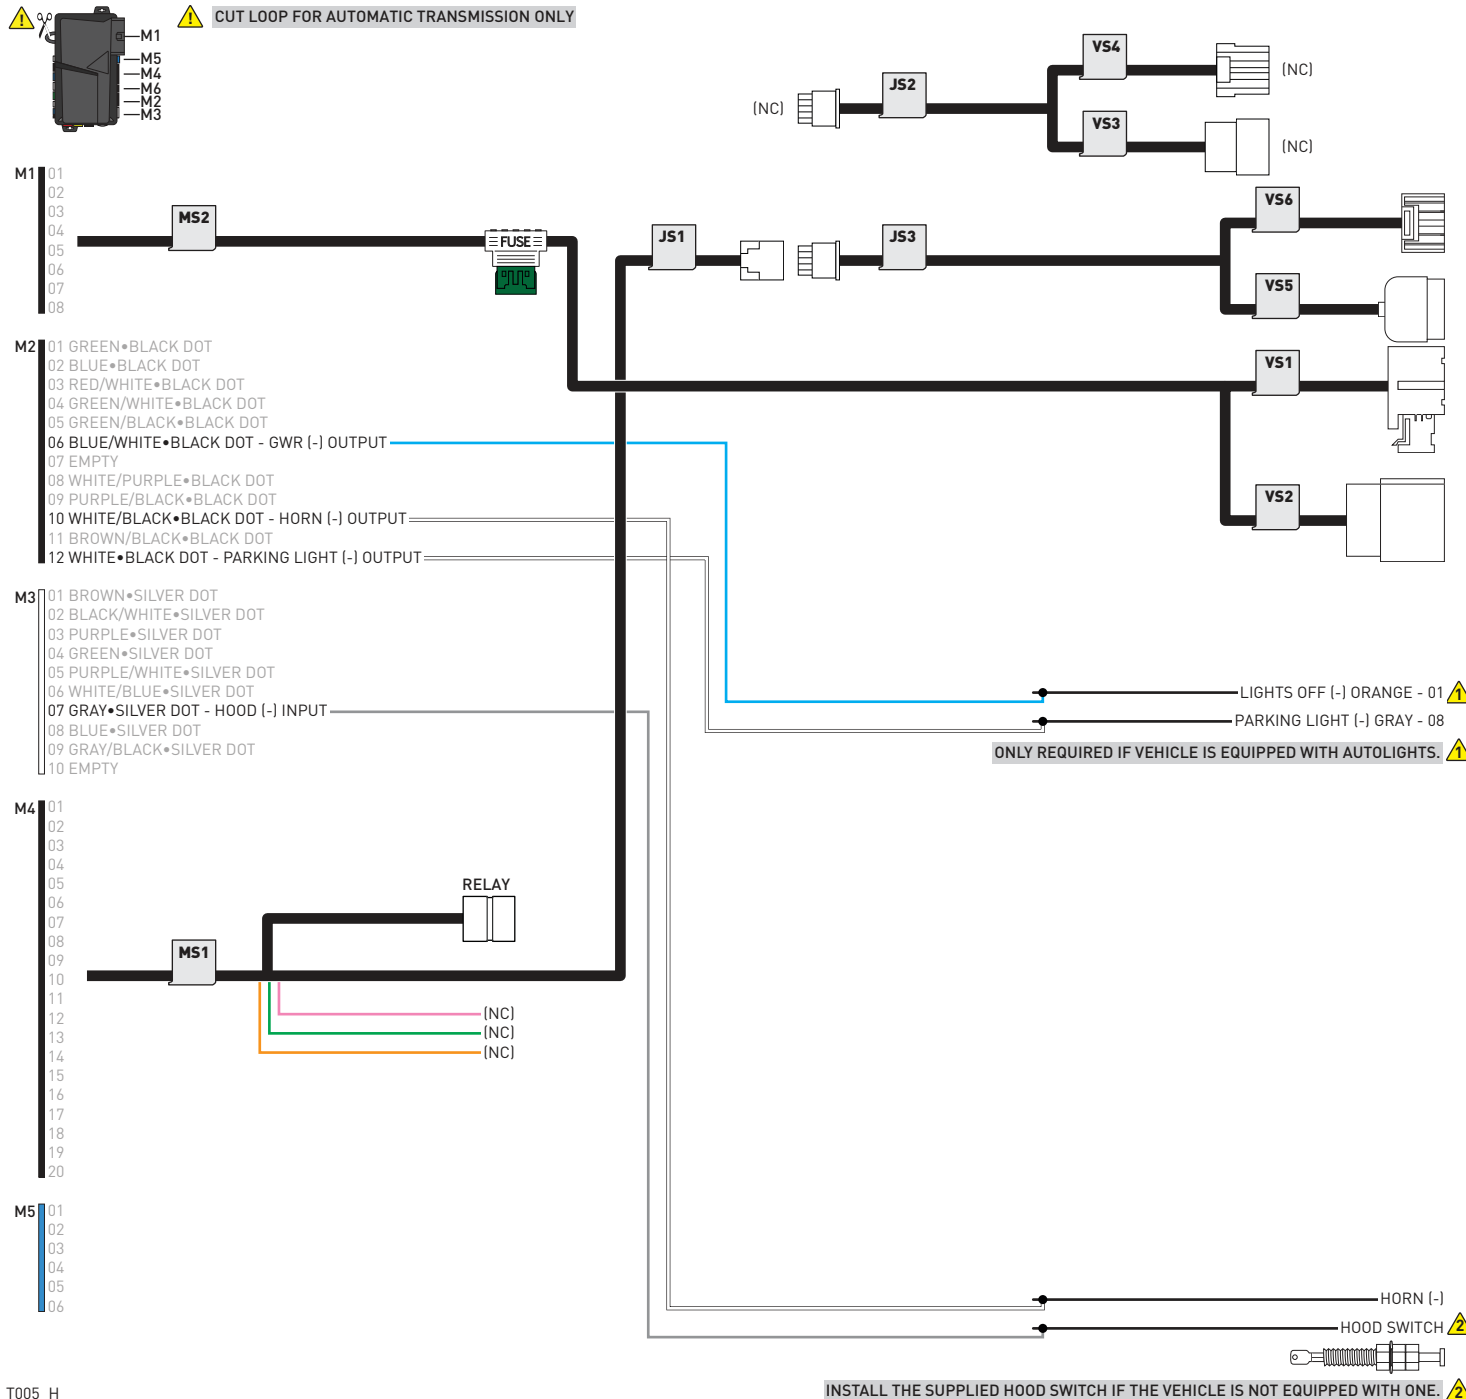 CUT LOOP FOR AUTOMATIC TRANSMISSION ONLY
M1
M5
M4
M6
M2
M3
VS4
(NC)
JS2
(NC)
VS3
(NC)
M1
01
02
03
04
05
06
07
08
MS2
FUSE
JS1
JS3
VS6
VS5
VS1
VS2
M2
01 GREEN•BLACK DOT
02 BLUE•BLACK DOT
03 RED/WHITE•BLACK DOT
04 GREEN/WHITE•BLACK DOT
05 GREEN/BLACK•BLACK DOT
06 BLUE/WHITE•BLACK DOT - GWR (-) OUTPUT
07 EMPTY
08 WHITE/PURPLE•BLACK DOT
09 PURPLE/BLACK•BLACK DOT
10 WHITE/BLACK•BLACK DOT - HORN (-) OUTPUT
11 BROWN/BLACK•BLACK DOT
12 WHITE•BLACK DOT - PARKING LIGHT (-) OUTPUT
M3
01 BROWN•SILVER DOT
02 BLACK/WHITE•SILVER DOT
03 PURPLE•SILVER DOT
04 GREEN•SILVER DOT
05 PURPLE/WHITE•SILVER DOT
06 WHITE/BLUE•SILVER DOT
07 GRAY•SILVER DOT - HOOD (-) INPUT
08 BLUE•SILVER DOT
09 GRAY/BLACK•SILVER DOT
10 EMPTY
LIGHTS OFF (-) ORANGE - 01 1
PARKING LIGHT (-) GRAY - 08
ONLY REQUIRED IF VEHICLE IS EQUIPPED WITH AUTOLIGHTS. 1
M4
01
02
03
04
05
06
07
08
09
10
11
12
13
14
15
16
17
18
19
20
RELAY
MS1
(NC)
(NC)
(NC)
M5
01
02
03
04
05
06
HORN (-)
HOOD SWITCH 2
INSTALL THE SUPPLIED HOOD SWITCH IF THE VEHICLE IS NOT EQUIPPED WITH ONE. 2
T005_H